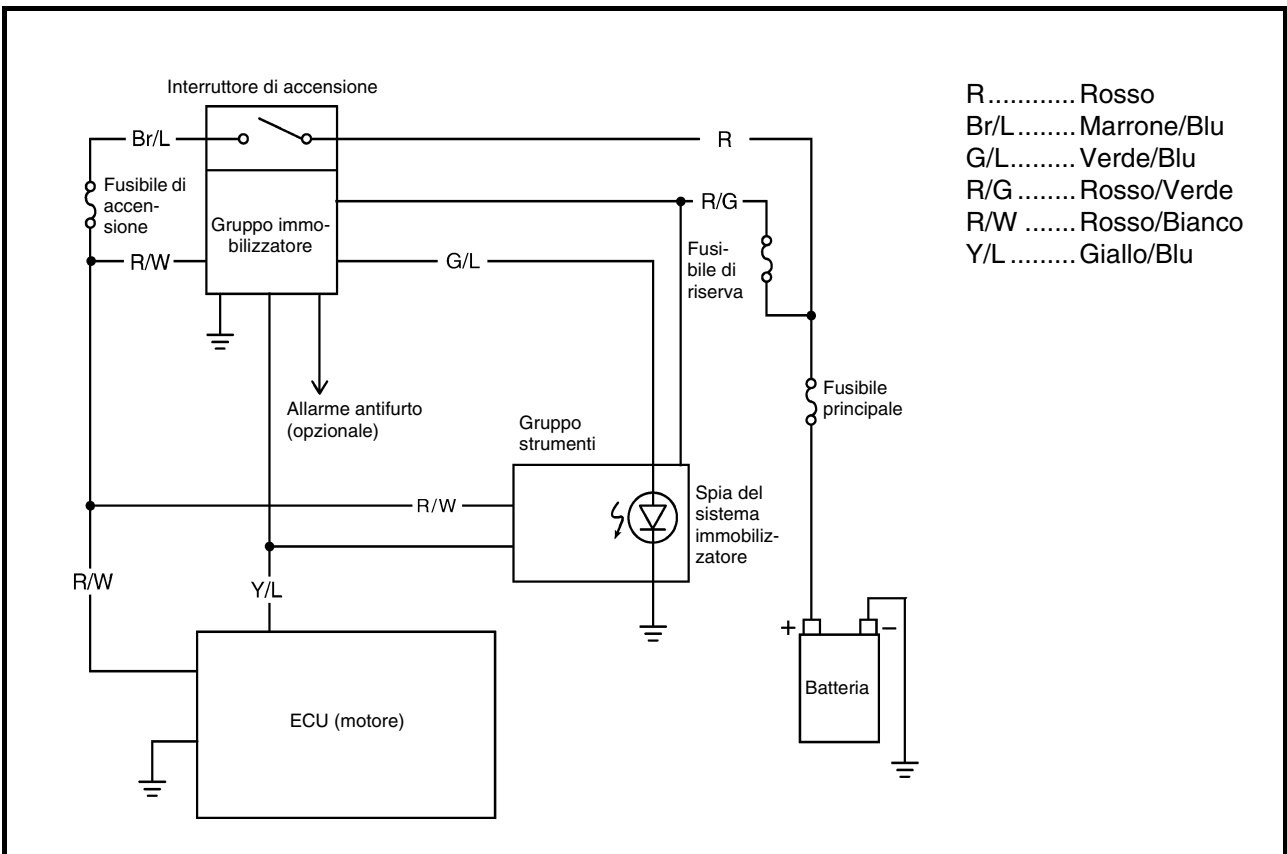 Interruttore di accensione
Br/L
R
Fusibile di
accen-
sione
Gruppo immo-
bilizzatore
R/G
R/W
G/L
Fusi-
bile di
riserva
Allarme antifurto
(opzionale)
Gruppo
strumenti
Fusibile
principale
R/W
Spia del
sistema
immobiliz-
zatore
R/W
Y/L
+
−
Batteria
ECU (motore)
R............ Rosso
Br/L........ Marrone/Blu
G/L......... Verde/Blu
R/G ........ Rosso/Verde
R/W ....... Rosso/Bianco
Y/L ......... Giallo/Blu